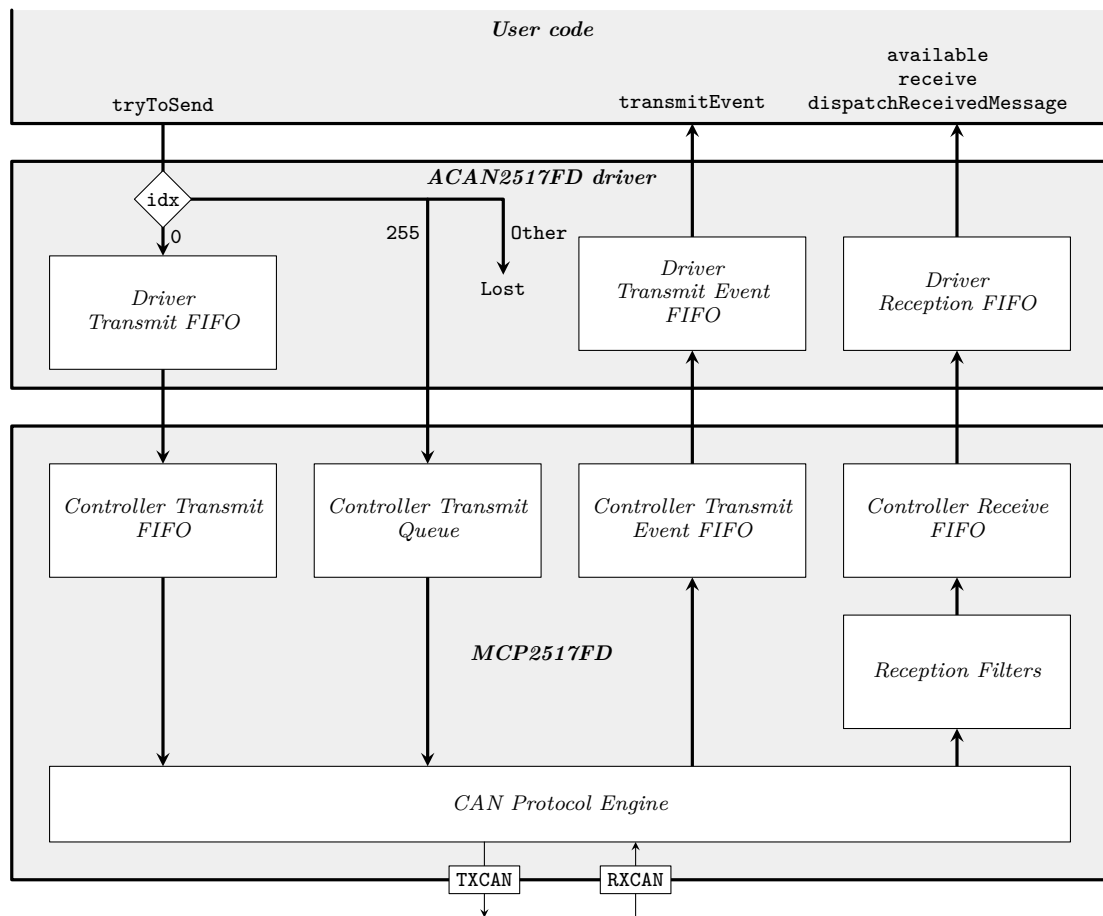 User code
available
receive
tryToSend
transmitEvent
dispatchReceivedMessage
ACAN2517FD driver
idx
0
255
Other
Lost
Driver
Transmit FIFO
Driver
Transmit Event
FIFO
Driver
Reception FIFO
Controller Transmit
FIFO
Controller Transmit
Queue
Controller Transmit
Event FIFO
Controller Receive
FIFO
MCP2517FD
Reception Filters
CAN Protocol Engine
TXCAN
RXCAN